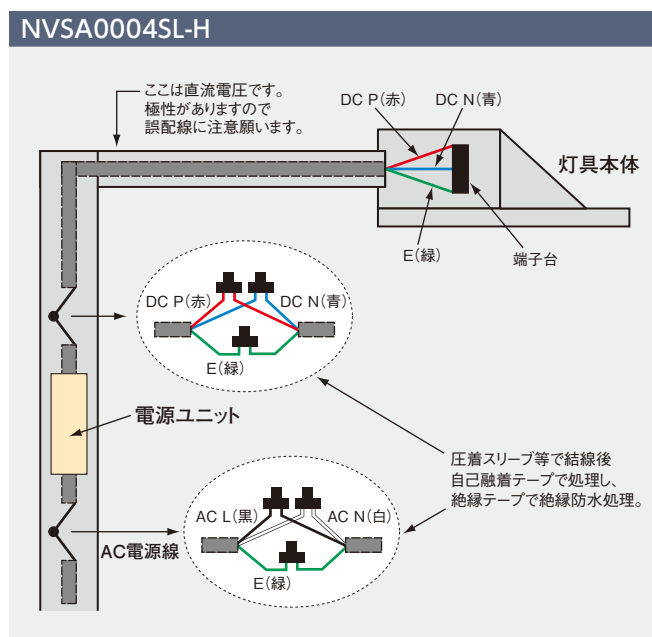 NVSA0004SL-H
ここは直流電圧です。
極性がありますので
誤配線に注意願います。
DC P（赤）
DC N（青）
灯具本体
E（緑）
端子台
DC P（赤）
DC N（青）
E（緑）
電源ユニット
圧着スリーブ等で結線後
自己融着テープで処理し、
絶縁テープで絶縁防水処理。
AC L（黒）
AC N（白）
AC電源線
E（緑）